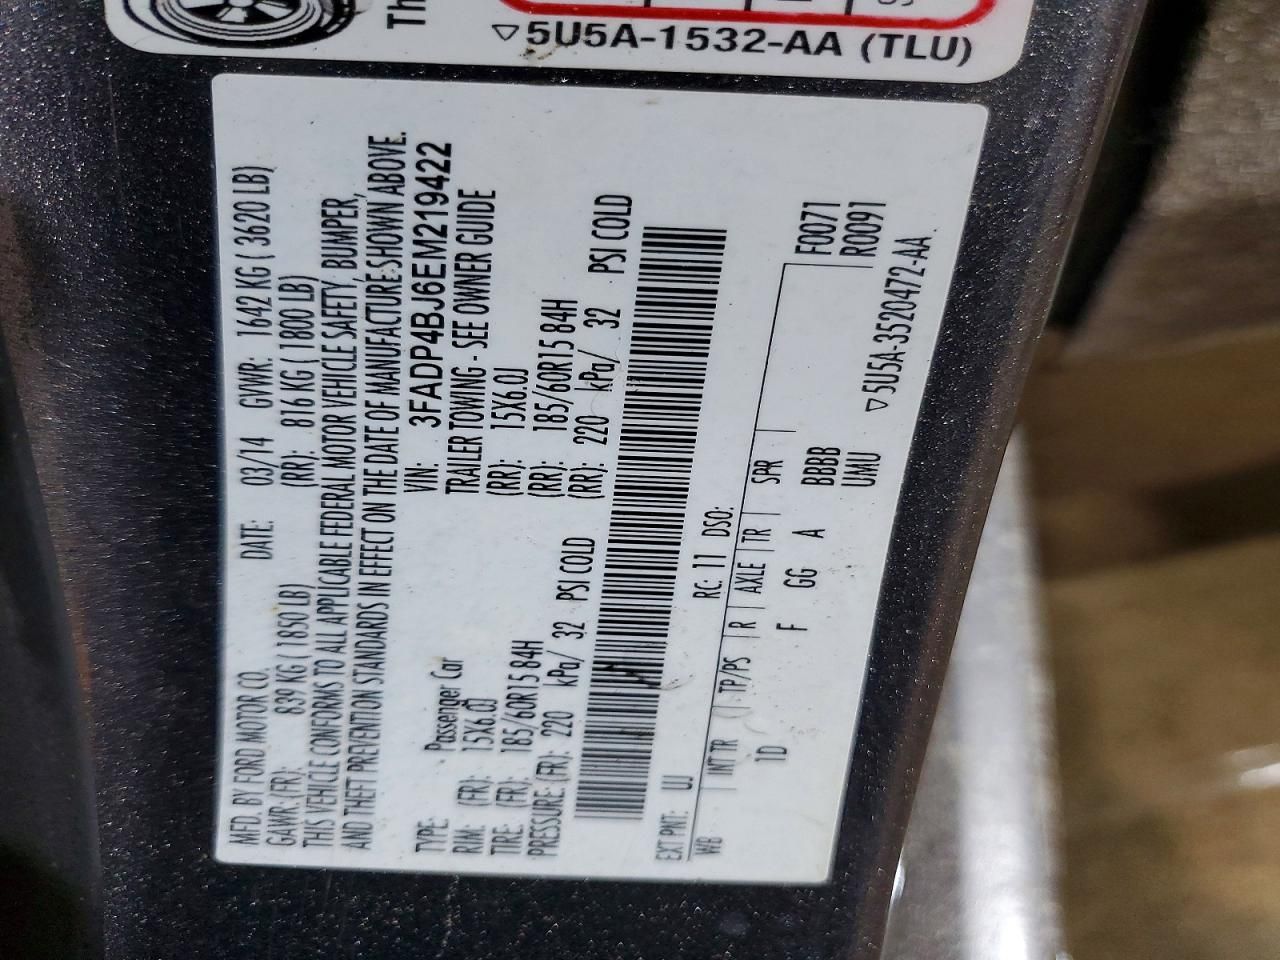 Th
5U5A-1532-AA (TLU)
MFD. BY FORD MOTOR CO. DATE: 03/14 GVWR: 1642 KG ( 3620 LB)
GAWR: (FR): 839 KG ( 1850 LB) (RR): 816 KG ( 1800 LB)
THIS VEHICLE CONFORMS TO ALL APPLICABLE FEDERAL MOTOR VEHICLE SAFETY, BUMPER,
AND THEFT PREVENTION STANDARDS IN EFFECT ON THE DATE OF MANUFACTURE SHOWN ABOVE.
VIN: 3FADP4BJ6EM219422
TYPE: Passenger Car TRAILER TOWING - SEE OWNER GUIDE
RIM: (FR): 15X6.0J (RR): 15X6.0J
TIRE: (FR): 185/60R15 84H (RR): 185/60R15 84H
PRESSURE: (FR): 220 kPa/ 32 PSI COLD (RR): 220 kPa/ 32 PSI COLD
EXT PNT: UJ RC: 11 DSO:
WB INT TR TP/PS R AXLE TR SPR F0071
1D F GG A BBBB R0091
UMU
5U5A-3520472-AA